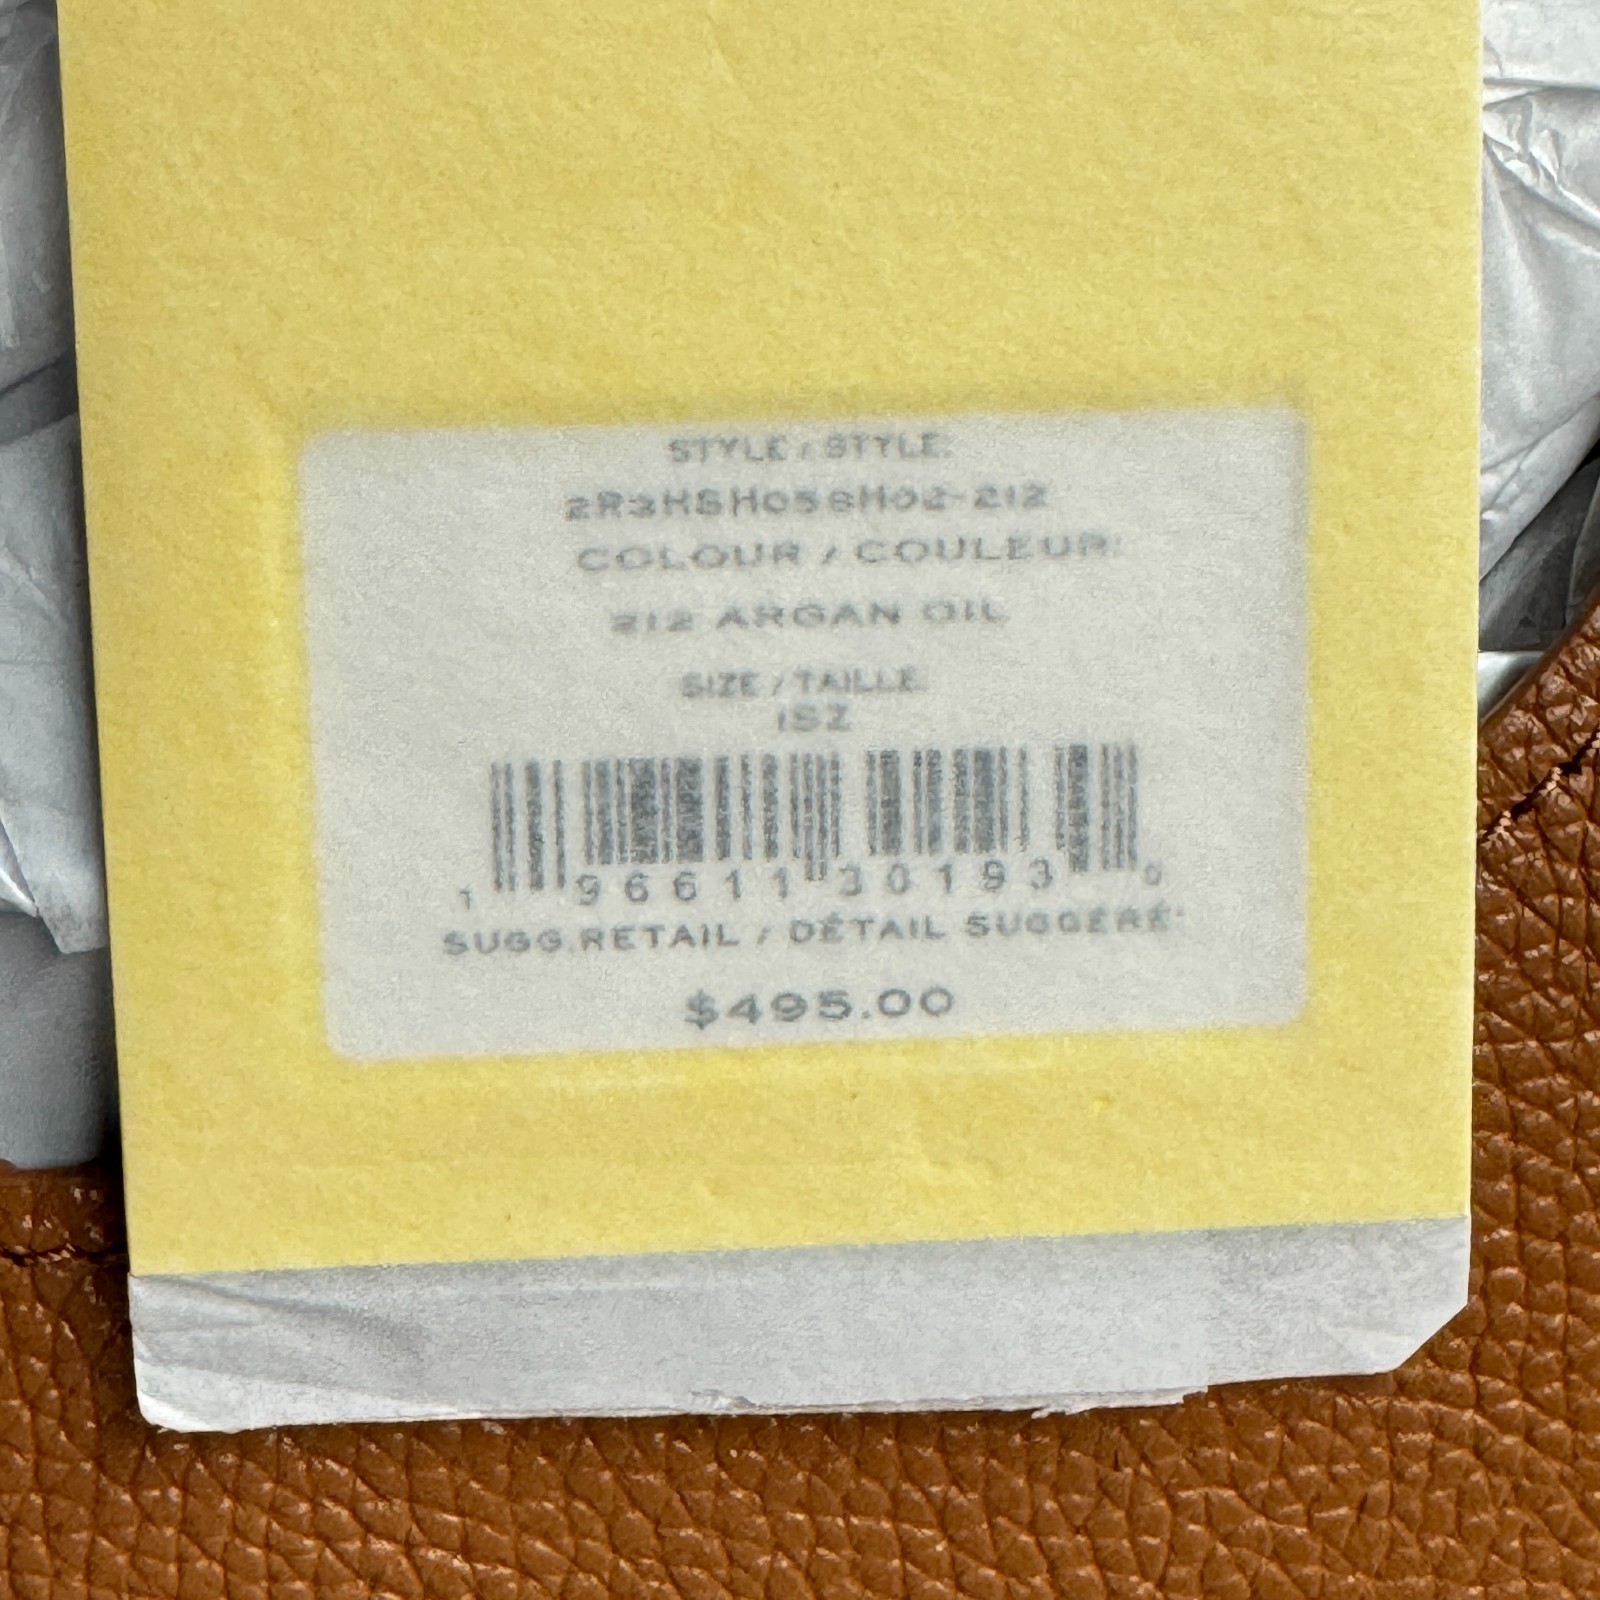 STYLE / STYLE:
2R3HSH056H02-212
COLOUR / COULEUR:
212 ARGAN OIL
SIZE / TAILLE:
1SZ
1 96611 30193 0
SUGG.RETAIL / DÉTAIL SUGGÉRÉ:
$495.00